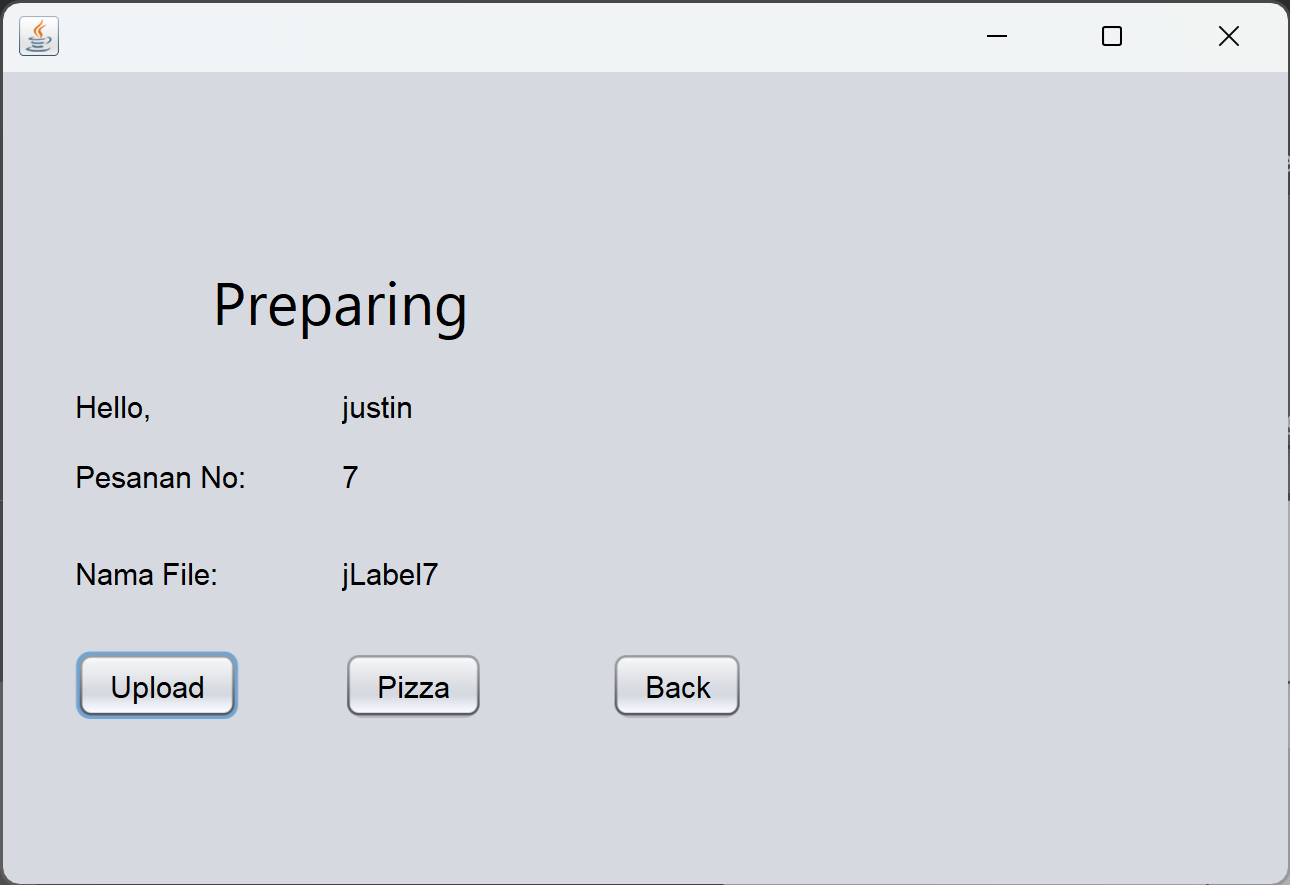 Preparing
Hello, justin
Pesanan No: 7
Nama File: jLabel7
Upload Pizza Back